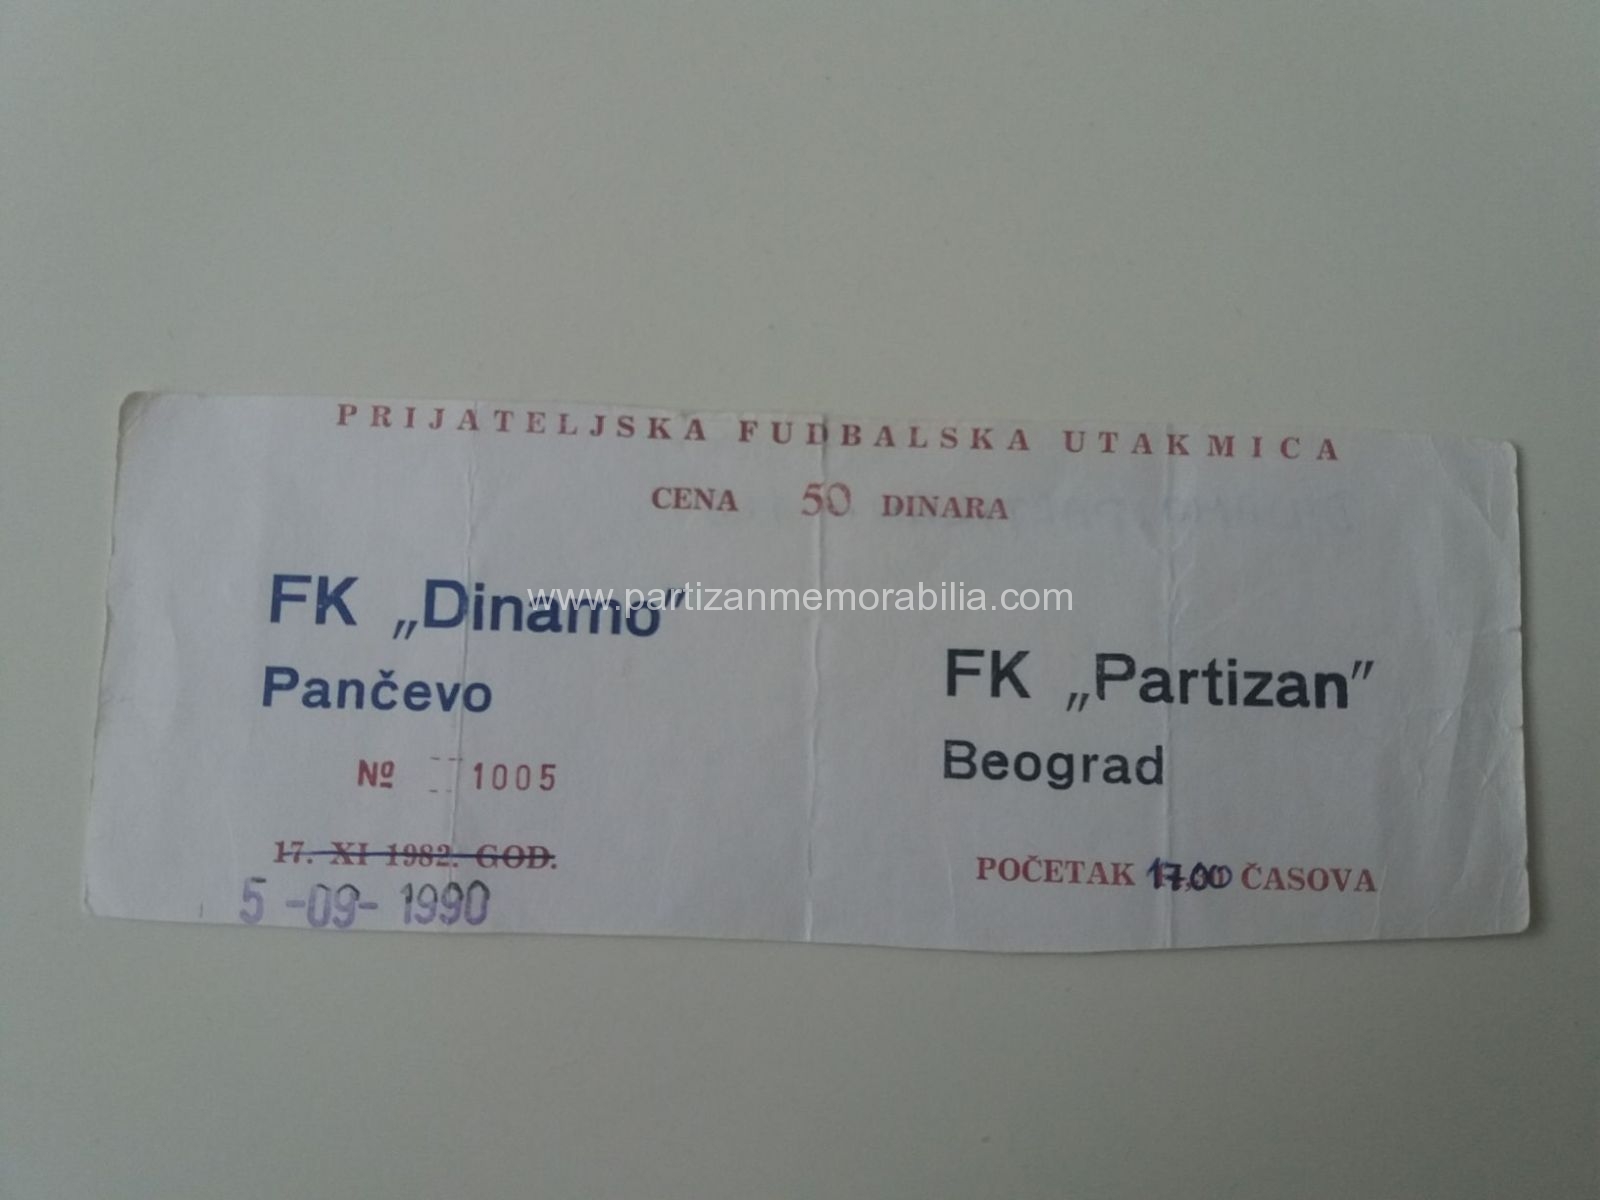 PRIJATELJSKA FUDBALSKA UTAKMICA
CENA 50 DINARA
FK „Dinamo”
Pančevo
FK „Partizan”
Beograd
www.partizanmemorabilia.com
№ 1005
17. XI 1982. GOD.
5 -09- 1990
POČETAK 17,00 ČASOVA